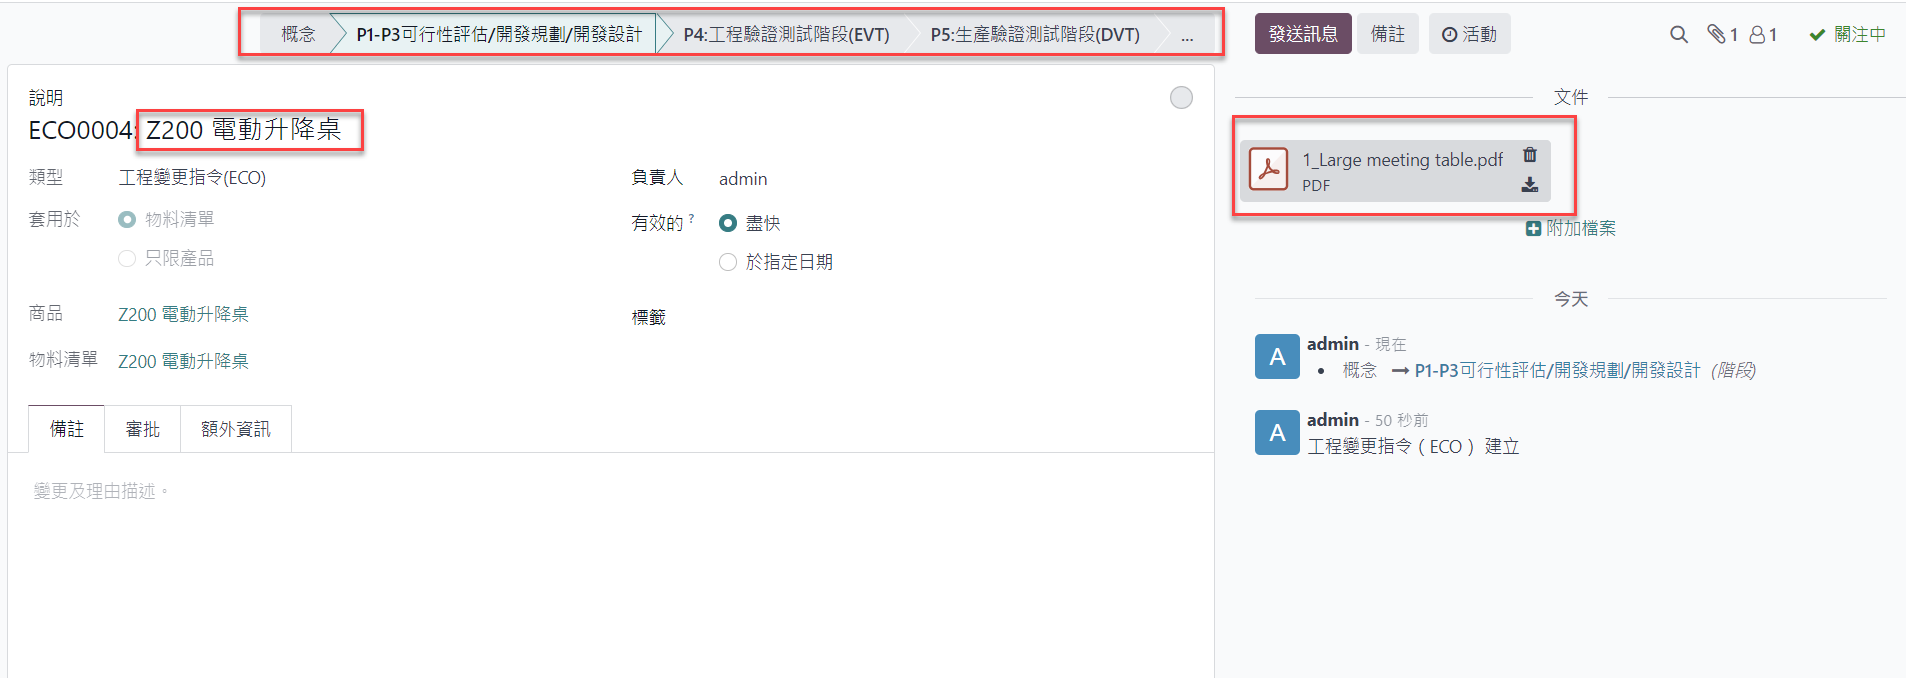 概念
P1-P3可行性評估/開發規劃/開發設計
P4:工程驗證測試階段(EVT)
P5:生產驗證測試階段(DVT)
...
發送訊息
備註
活動
1
1
關注中
說明
ECO0004: Z200 電動升降桌
類型 工程變更指令(ECO)
套用於 物料清單
只限產品
商品 Z200 電動升降桌
物料清單 Z200 電動升降桌
負責人 admin
有效的 ? 盡快
於指定日期
標籤
備註
審批
額外資訊
變更及理由描述。
文件
1_Large meeting table.pdf
PDF
附加檔案
今天
A
admin - 現在
• 概念 → P1-P3可行性評估/開發規劃/開發設計 (階段)
A
admin - 50 秒前
工程變更指令 ( ECO ) 建立